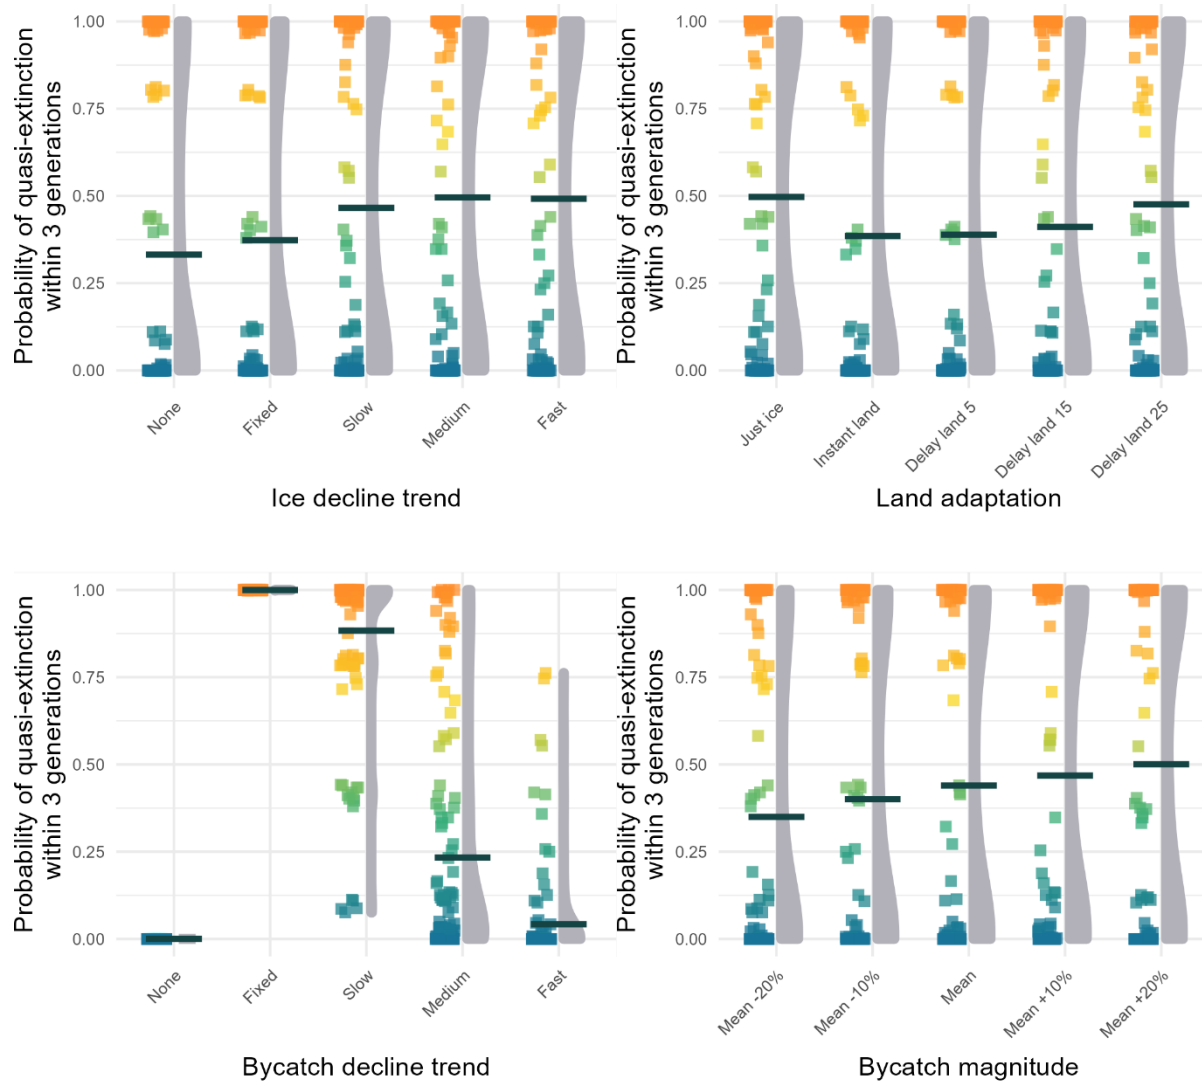 Probability of quasi-extinction
within 3 generations
1.00
0.75
0.50
0.25
0.00
None
Fixed
Slow
Medium
Fast
Ice decline trend
Probability of quasi-extinction
within 3 generations
1.00
0.75
0.50
0.25
0.00
Just ice
Instant land
Delay land 5
Delay land 15
Delay land 25
Land adaptation
Probability of quasi-extinction
within 3 generations
1.00
0.75
0.50
0.25
0.00
None
Fixed
Slow
Medium
Fast
Bycatch decline trend
Probability of quasi-extinction
within 3 generations
1.00
0.75
0.50
0.25
0.00
Mean -20%
Mean -10%
Mean
Mean +10%
Mean +20%
Bycatch magnitude